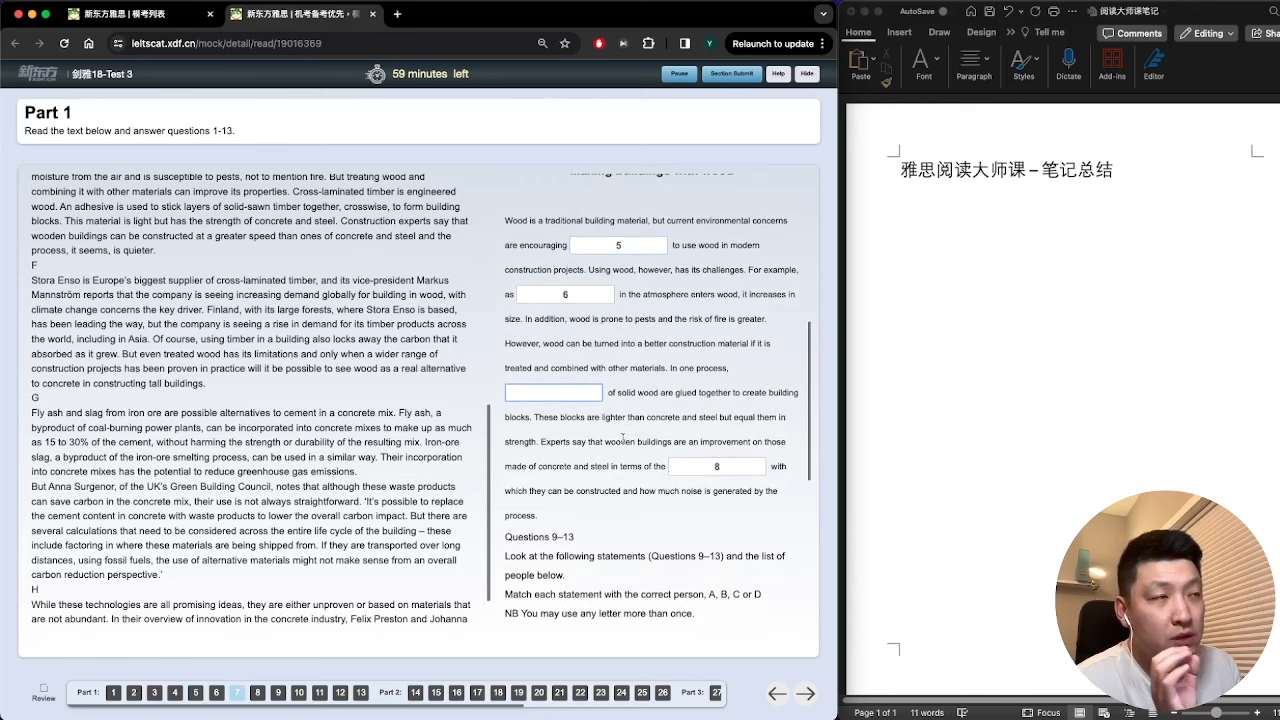 新东方雅思 | 模考列表
新东方雅思 | 机考备考优先 · 模
AutoSave
阅读大师课笔记
ieltscat.xdf.cn/mock/detail/read/19016369
Relaunch to update
Home Insert Draw Design Tell me Comments Editing Sha
Paste Font Paragraph Styles Dictate Add-ins Editor
新东方 剑雅18-Test 3
59 minutes left
Pause Section Submit Help Hide
Part 1
Read the text below and answer questions 1-13.
moisture from the air and is susceptible to pests, not to mention fire. But treating wood and
combining it with other materials can improve its properties. Cross-laminated timber is engineered
wood. An adhesive is used to stick layers of solid-sawn timber together, crosswise, to form building
blocks. This material is light but has the strength of concrete and steel. Construction experts say that
wooden buildings can be constructed at a greater speed than ones of concrete and steel and the
process, it seems, is quieter.
F
Stora Enso is Europe's biggest supplier of cross-laminated timber, and its vice-president Markus
Mannström reports that the company is seeing increasing demand globally for building in wood, with
climate change concerns the key driver. Finland, with its large forests, where Stora Enso is based,
has been leading the way, but the company is seeing a rise in demand for its timber products across
the world, including in Asia. Of course, using timber in a building also locks away the carbon that it
absorbed as it grew. But even treated wood has its limitations and only when a wider range of
construction projects has been proven in practice will it be possible to see wood as a real alternative
to concrete in constructing tall buildings.
G
Fly ash and slag from iron ore are possible alternatives to cement in a concrete mix. Fly ash, a
byproduct of coal-burning power plants, can be incorporated into concrete mixes to make up as much
as 15 to 30% of the cement, without harming the strength or durability of the resulting mix. Iron-ore
slag, a byproduct of the iron-ore smelting process, can be used in a similar way. Their incorporation
into concrete mixes has the potential to reduce greenhouse gas emissions.
But Anna Surgenor, of the UK's Green Building Council, notes that although these waste products
can save carbon in the concrete mix, their use is not always straightforward. 'It's possible to replace
the cement content in concrete with waste products to lower the overall carbon impact. But there are
several calculations that need to be considered across the entire life cycle of the building – these
include factoring in where these materials are being shipped from. If they are transported over long
distances, using fossil fuels, the use of alternative materials might not make sense from an overall
carbon reduction perspective.'
H
While these technologies are all promising ideas, they are either unproven or based on materials that
are not abundant. In their overview of innovation in the concrete industry, Felix Preston and Johanna
Wood is a traditional building material, but current environmental concerns
are encouraging 5 to use wood in modern
construction projects. Using wood, however, has its challenges. For example,
as 6 in the atmosphere enters wood, it increases in
size. In addition, wood is prone to pests and the risk of fire is greater.
However, wood can be turned into a better construction material if it is
treated and combined with other materials. In one process,
of solid wood are glued together to create building
blocks. These blocks are lighter than concrete and steel but equal them in
strength. Experts say that wooden buildings are an improvement on those
made of concrete and steel in terms of the 8 with
which they can be constructed and how much noise is generated by the
process.
Questions 9–13
Look at the following statements (Questions 9–13) and the list of
people below.
Match each statement with the correct person, A, B, C or D
NB You may use any letter more than once.
Review
Part 1: 1 2 3 4 5 6 7 8 9 10 11 12 13 Part 2: 14 15 16 17 18 19 20 21 22 23 24 25 26 Part 3: 27
雅思阅读大师课 – 笔记总结
Page 1 of 1 11 words Focus